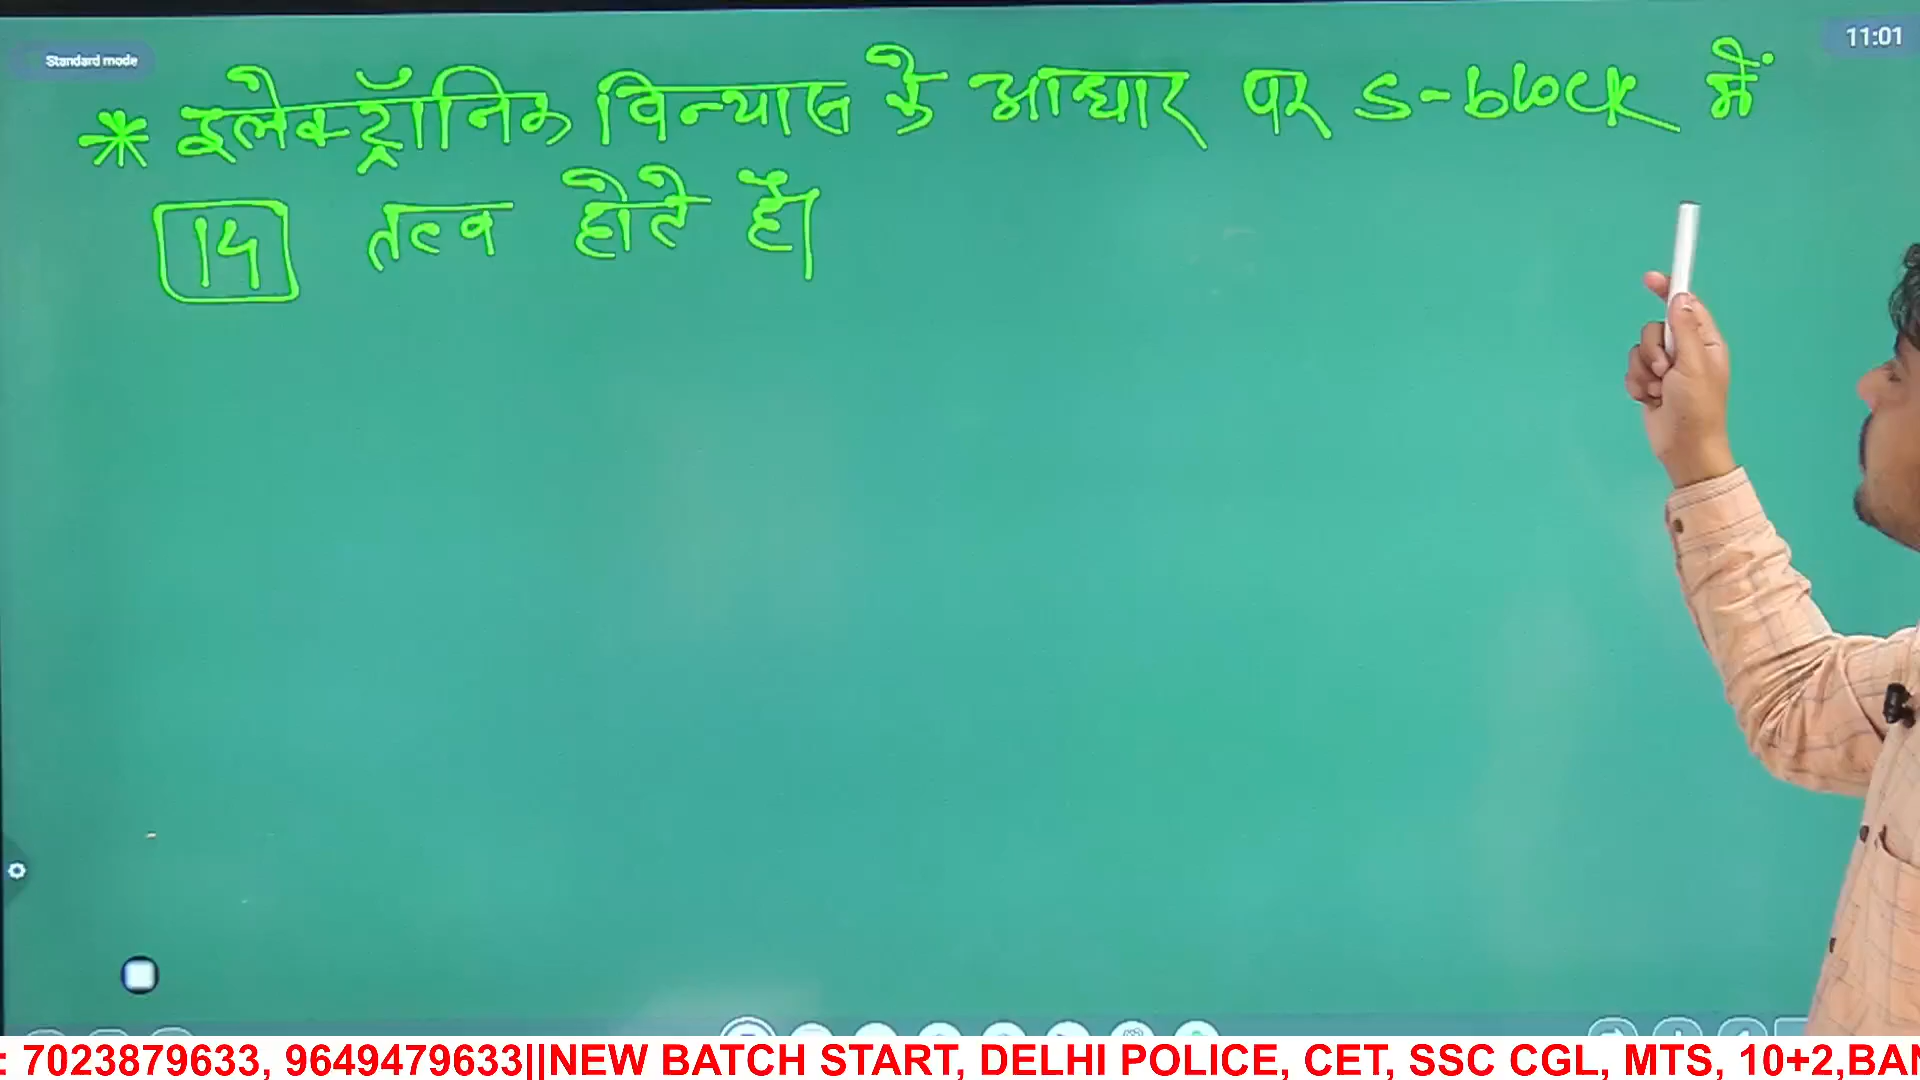 Standard mode
11:01
* इलेक्ट्रॉनिक विन्यास के आधार पर s-block में
14 तत्व होते हैं।
: 7023879633, 9649479633||NEW BATCH START, DELHI POLICE, CET, SSC CGL, MTS, 10+2,BAN